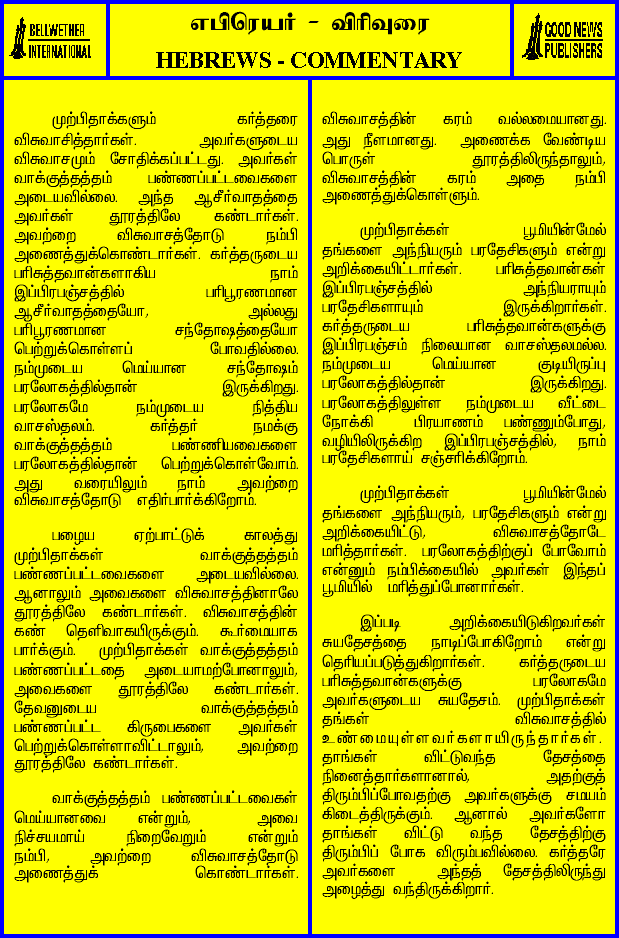 BELLWETHER
INTERNATIONAL
எபிரெயர் - விரிவுரை
HEBREWS - COMMENTARY
GOOD NEWS
PUBLISHERS
முற்பிதாக்களும் கர்த்தரை
விசுவாசித்தார்கள். அவர்களுடைய
விசுவாசமும் சோதிக்கப்பட்டது. அவர்கள்
வாக்குத்தத்தம் பண்ணப்பட்டவைகளை
அடையவில்லை. அந்த ஆசீர்வாதத்தை
அவர்கள் தூரத்திலே கண்டார்கள்.
அவற்றை விசுவாசத்தோடு நம்பி
அணைத்துக்கொண்டார்கள். கர்த்தருடைய
பரிசுத்தவான்களாகிய நாம்
இப்பிரபஞ்சத்தில் பரிபூரணமான
ஆசீர்வாதத்தையோ, அல்லது
பரிபூரணமான சந்தோஷத்தையோ
பெற்றுக்கொள்ளப் போவதில்லை.
நம்முடைய மெய்யான சந்தோஷம்
பரலோகத்தில்தான் இருக்கிறது.
பரலோகமே நம்முடைய நித்திய
வாசஸ்தலம். கர்த்தர் நமக்கு
வாக்குத்தத்தம் பண்ணியவைகளை
பரலோகத்தில்தான் பெற்றுக்கொள்வோம்.
அது வரையிலும் நாம் அவற்றை
விசுவாசத்தோடு எதிர்பார்க்கிறோம்.
பழைய ஏற்பாட்டுக் காலத்து
முற்பிதாக்கள் வாக்குத்தத்தம்
பண்ணப்பட்டவைகளை அடையவில்லை.
ஆனாலும் அவைகளை விசுவாசத்தினாலே
தூரத்திலே கண்டார்கள். விசுவாசத்தின்
கண் தெளிவாகயிருக்கும். கூர்மையாக
பார்க்கும். முற்பிதாக்கள் வாக்குத்தத்தம்
பண்ணப்பட்டதை அடையாமற்போனாலும்,
அவைகளை தூரத்திலே கண்டார்கள்.
தேவனுடைய வாக்குத்தத்தம்
பண்ணப்பட்ட கிருபைகளை அவர்கள்
பெற்றுக்கொள்ளாவிட்டாலும், அவற்றை
தூரத்திலே கண்டார்கள்.
வாக்குத்தத்தம் பண்ணப்பட்டவைகள்
மெய்யானவை என்றும், அவை
நிச்சயமாய் நிறைவேறும் என்றும்
நம்பி, அவற்றை விசுவாசத்தோடு
அணைத்துக் கொண்டார்கள்.
விசுவாசத்தின் கரம் வல்லமையானது.
அது நீளமானது. அணைக்க வேண்டிய
பொருள் தூரத்திலிருந்தாலும்,
விசுவாசத்தின் கரம் அதை நம்பி
அணைத்துக்கொள்ளும்.
முற்பிதாக்கள் பூமியின்மேல்
தங்களை அந்நியரும் பரதேசிகளும் என்று
அறிக்கையிட்டார்கள். பரிசுத்தவான்கள்
இப்பிரபஞ்சத்தில் அந்நியராயும்
பரதேசிகளாயும் இருக்கிறார்கள்.
கர்த்தருடைய பரிசுத்தவான்களுக்கு
இப்பிரபஞ்சம் நிலையான வாசஸ்தலமல்ல.
நம்முடைய மெய்யான குடியிருப்பு
பரலோகத்தில்தான் இருக்கிறது.
பரலோகத்திலுள்ள நம்முடைய வீட்டை
நோக்கி பிரயாணம் பண்ணும்போது,
வழியிலிருக்கிற இப்பிரபஞ்சத்தில், நாம்
பரதேசிகளாய் சஞ்சரிக்கிறோம்.
முற்பிதாக்கள் பூமியின்மேல்
தங்களை அந்நியரும், பரதேசிகளும் என்று
அறிக்கையிட்டு, விசுவாசத்தோடே
மரித்தார்கள். பரலோகத்திற்குப் போவோம்
என்னும் நம்பிக்கையில் அவர்கள் இந்தப்
பூமியில் மரித்துப்போனார்கள்.
இப்படி அறிக்கையிடுகிறவர்கள்
சுயதேசத்தை நாடிப்போகிறோம் என்று
தெரியப்படுத்துகிறார்கள். கர்த்தருடைய
பரிசுத்தவான்களுக்கு பரலோகமே
அவர்களுடைய சுயதேசம். முற்பிதாக்கள்
தங்கள் விசுவாசத்தில்
உண்மையுள்ளவர்களாயிருந்தார்கள்.
தாங்கள் விட்டுவந்த தேசத்தை
நினைத்தார்களானால், அதற்குத்
திரும்பிப்போவதற்கு அவர்களுக்கு சமயம்
கிடைத்திருக்கும். ஆனால் அவர்களோ
தாங்கள் விட்டு வந்த தேசத்திற்கு
திரும்பிப் போக விரும்பவில்லை. கர்த்தரே
அவர்களை அந்தத் தேசத்திலிருந்து
அழைத்து வந்திருக்கிறார்.